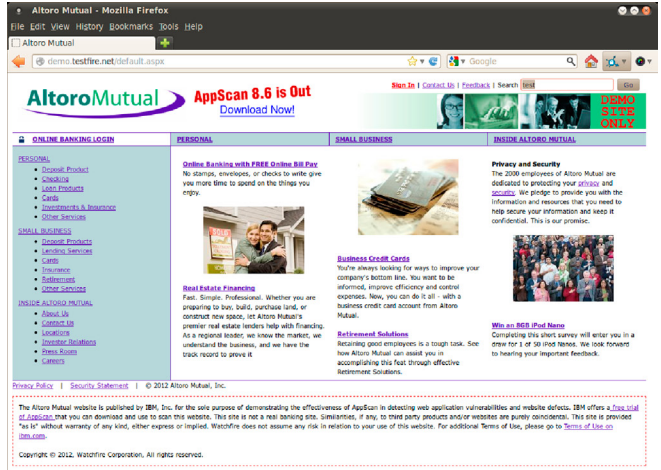 Altoro Mutual - Mozilla Firefox
File Edit View History Bookmarks Tools Help
Altoro Mutual
demo.testfire.net/default.aspx
Google
AltoroMutual
AppScan 8.6 is Out
Download Now!
Sign In | Contact Us | Feedback | Search test Go
DEMO
SITE
ONLY
ONLINE BANKING LOGIN
PERSONAL
SMALL BUSINESS
INSIDE ALTORO MUTUAL
PERSONAL
Deposit Product
Checking
Loan Products
Cards
Investments & Insurance
Other Services
SMALL BUSINESS
Deposit Products
Lending Services
Cards
Insurance
Retirement
Other Services
INSIDE ALTORO MUTUAL
About Us
Contact Us
Locations
Investor Relations
Press Room
Careers
Online Banking with FREE Online Bill Pay
No stamps, envelopes, or checks to write give
you more time to spend on the things you
enjoy.
SOLD
Real Estate Financing
Fast. Simple. Professional. Whether you are
preparing to buy, build, purchase land, or
construct new space, let Altoro Mutual's
premier real estate lenders help with financing.
As a regional leader, we know the market, we
understand the business, and we have the
track record to prove it
Business Credit Cards
You're always looking for ways to improve your
company's bottom line. You want to be
informed, improve efficiency and control
expenses. Now, you can do it all - with a
business credit card account from Altoro
Mutual.
Retirement Solutions
Retaining good employees is a tough task. See
how Altoro Mutual can assist you in
accomplishing this feat through effective
Retirement Solutions.
Privacy and Security
The 2000 employees of Altoro Mutual are
dedicated to protecting your privacy and
security. We pledge to provide you with the
information and resources that you need to
help secure your information and keep it
confidential. This is our promise.
Win an 8GB iPod Nano
Completing this short survey will enter you in a
draw for 1 of 50 iPod Nanos. We look forward
to hearing your important feedback.
Privacy Policy | Security Statement | © 2012 Altoro Mutual, Inc.
The Altoro Mutual website is published by IBM, Inc. for the sole purpose of demonstrating the effectiveness of AppScan in detecting web application vulnerabilities and website defects. IBM offers a free trial
of AppScan that you can download and use to scan this website. This site is not a real banking site. Similarities, if any, to third party products and/or websites are purely coincidental. This site is provided
"as is" without warranty of any kind, either express or implied. Watchfire does not assume any risk in relation to your use of this website. For additional Terms of Use, please go to Terms of Use on
ibm.com.
Copyright © 2012, Watchfire Corporation, All rights reserved.